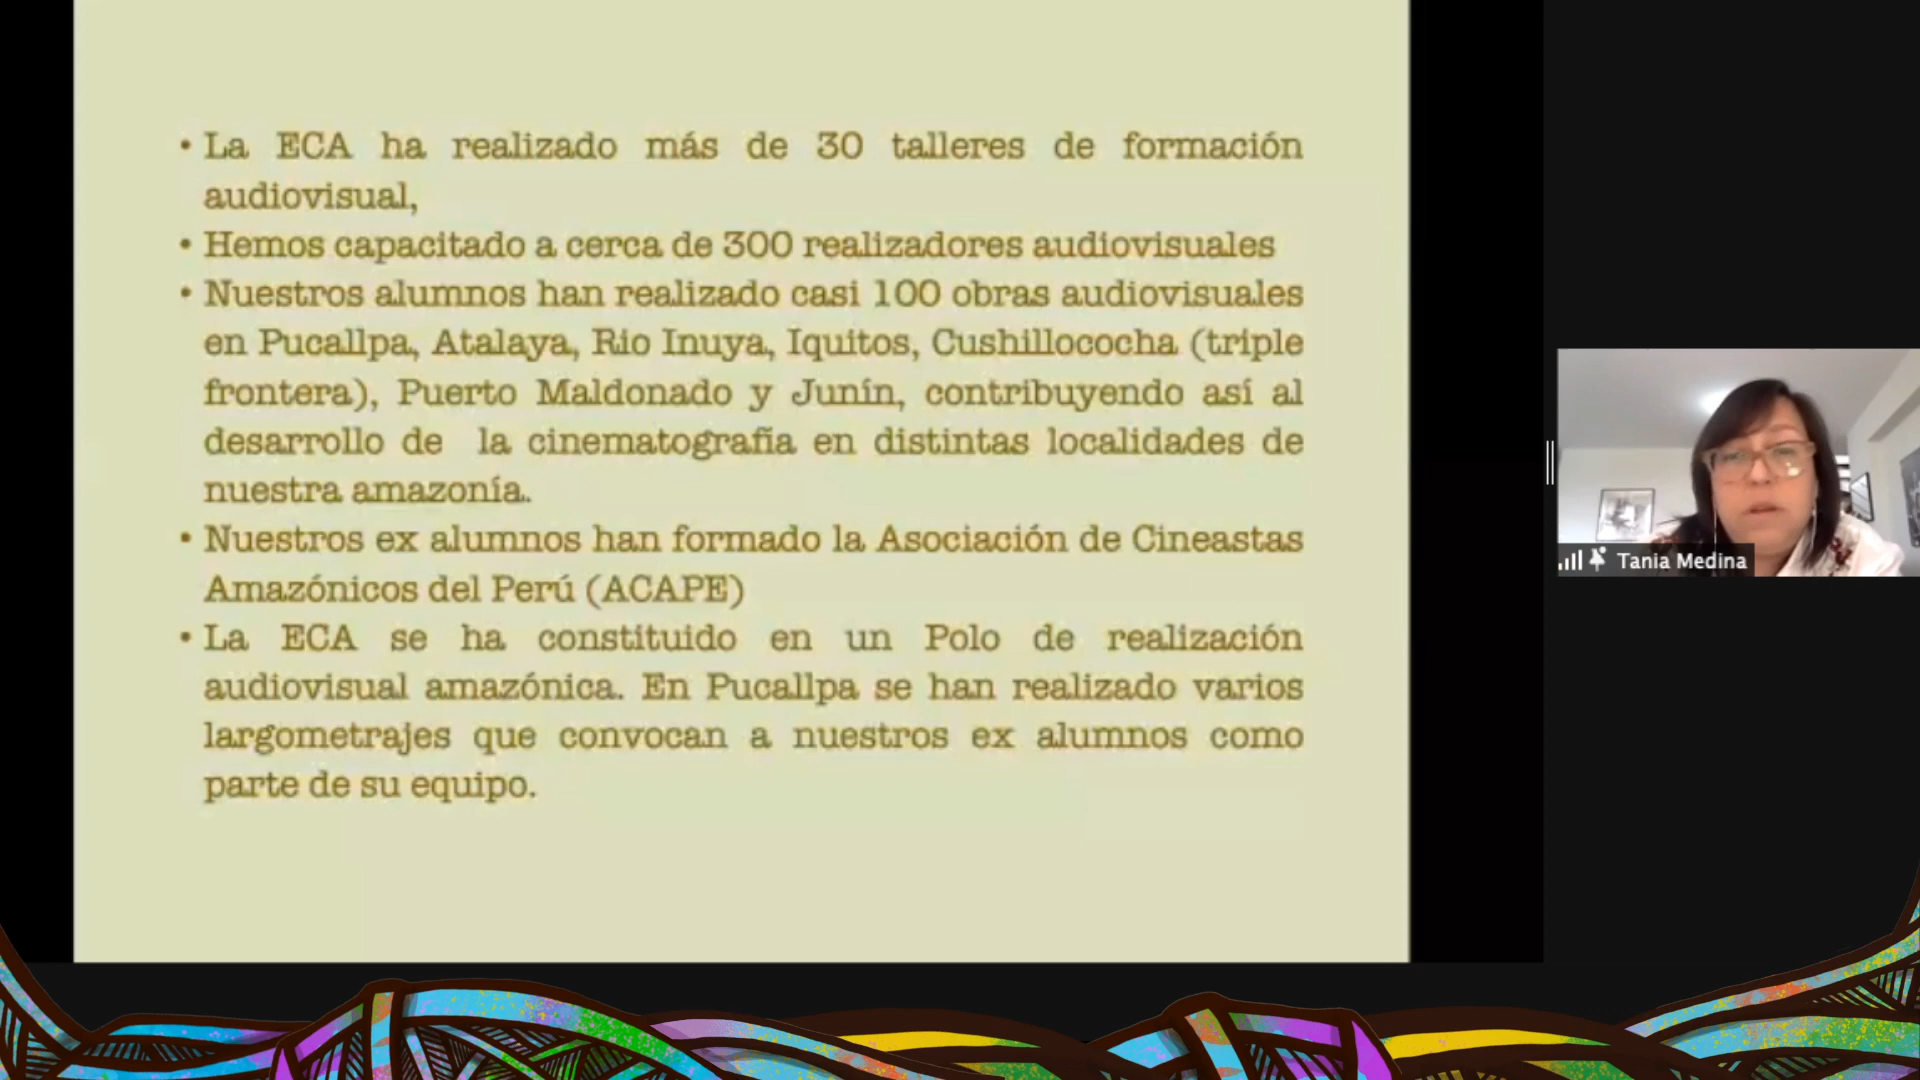 • La ECA ha realizado más de 30 talleres de formación
audiovisual,
• Hemos capacitado a cerca de 300 realizadores audiovisuales
• Nuestros alumnos han realizado casi 100 obras audiovisuales
en Pucallpa, Atalaya, Rio Inuya, Iquitos, Cushillococha (triple
frontera), Puerto Maldonado y Junín, contribuyendo así al
desarrollo de la cinematografía en distintas localidades de
nuestra amazonía.
• Nuestros ex alumnos han formado la Asociación de Cineastas
Amazónicos del Perú (ACAPE)
• La ECA se ha constituido en un Polo de realización
audiovisual amazónica. En Pucallpa se han realizado varios
largometrajes que convocan a nuestros ex alumnos como
parte de su equipo.
Tania Medina